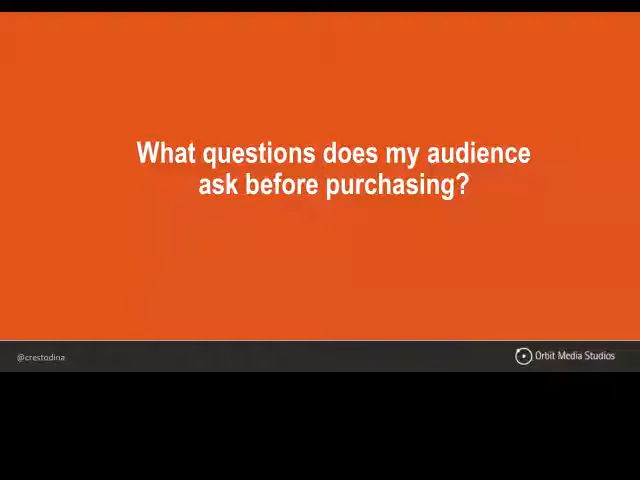 What questions does my audience
ask before purchasing?
@crestodina
Orbit Media Studios